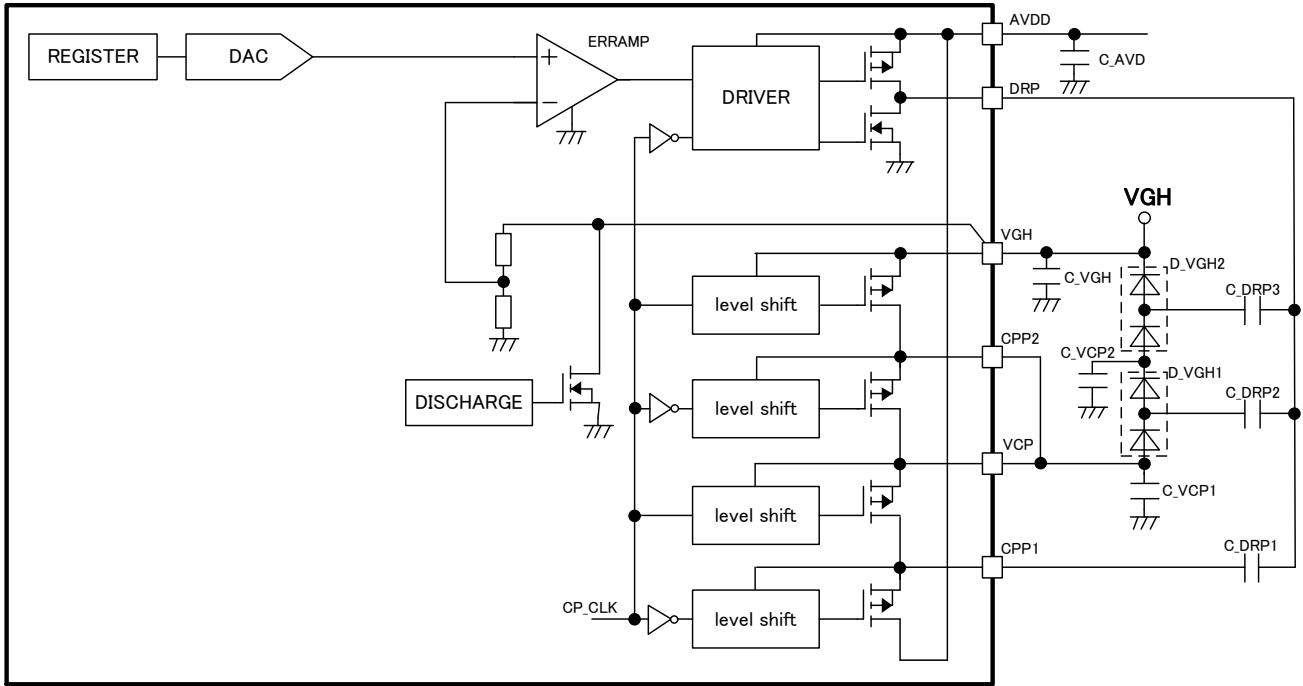 AVDD
REGISTER
DAC
ERRAMP
+
−
DRIVER
C_AVD
DRP
VGH
VGH
level shift
C_VGH
D_VGH2
C_DRP3
CPP2
C_VCP2
D_VGH1
level shift
DISCHARGE
C_DRP2
VCP
level shift
C_VCP1
CPP1
C_DRP1
CP_CLK
level shift